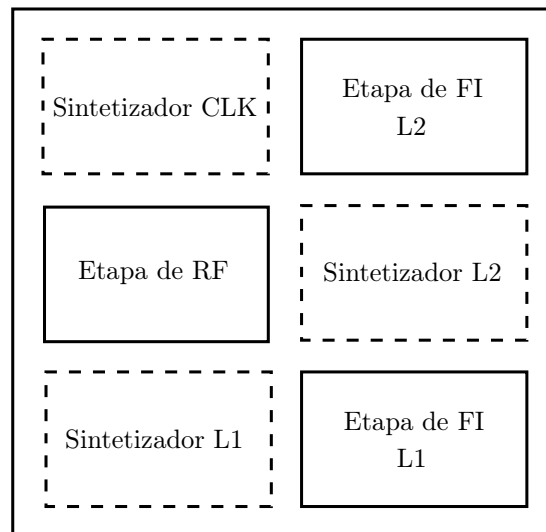 Sintetizador CLK
Etapa de FI
L2
Etapa de RF
Sintetizador L2
Sintetizador L1
Etapa de FI
L1